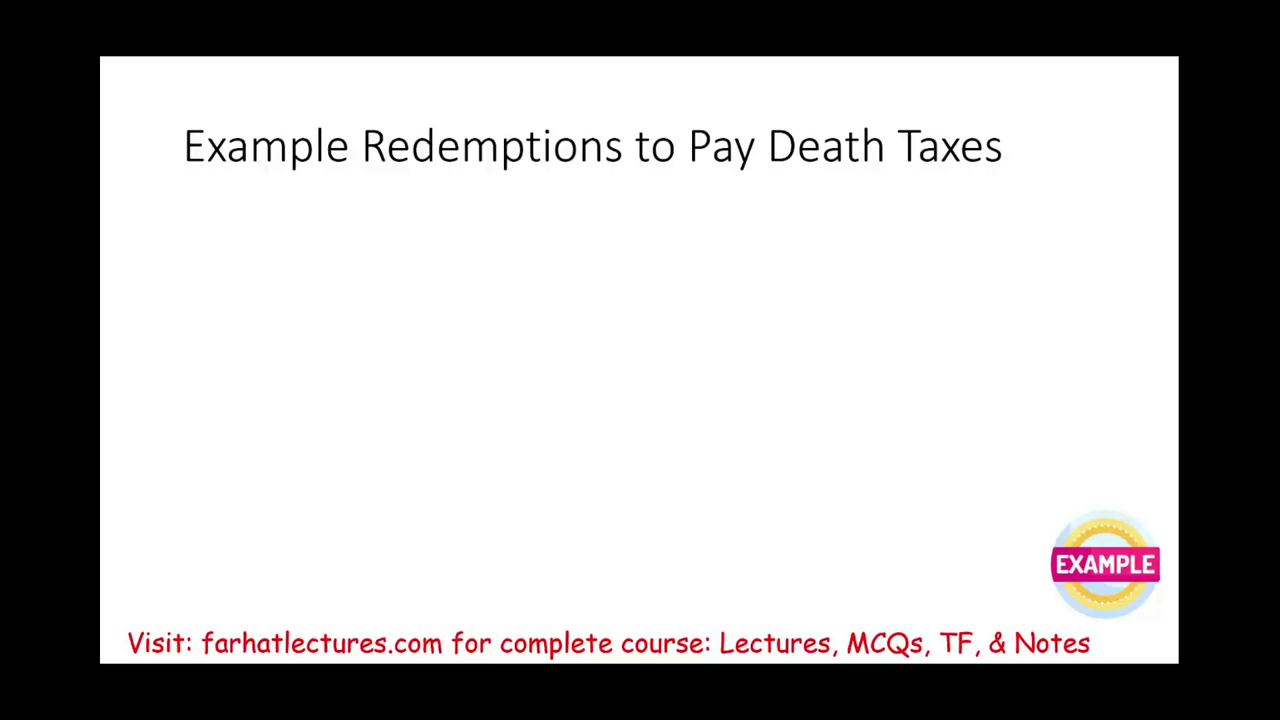 Example Redemptions to Pay Death Taxes
EXAMPLE
Visit: farhatlectures.com for complete course: Lectures, MCQs, TF, & Notes